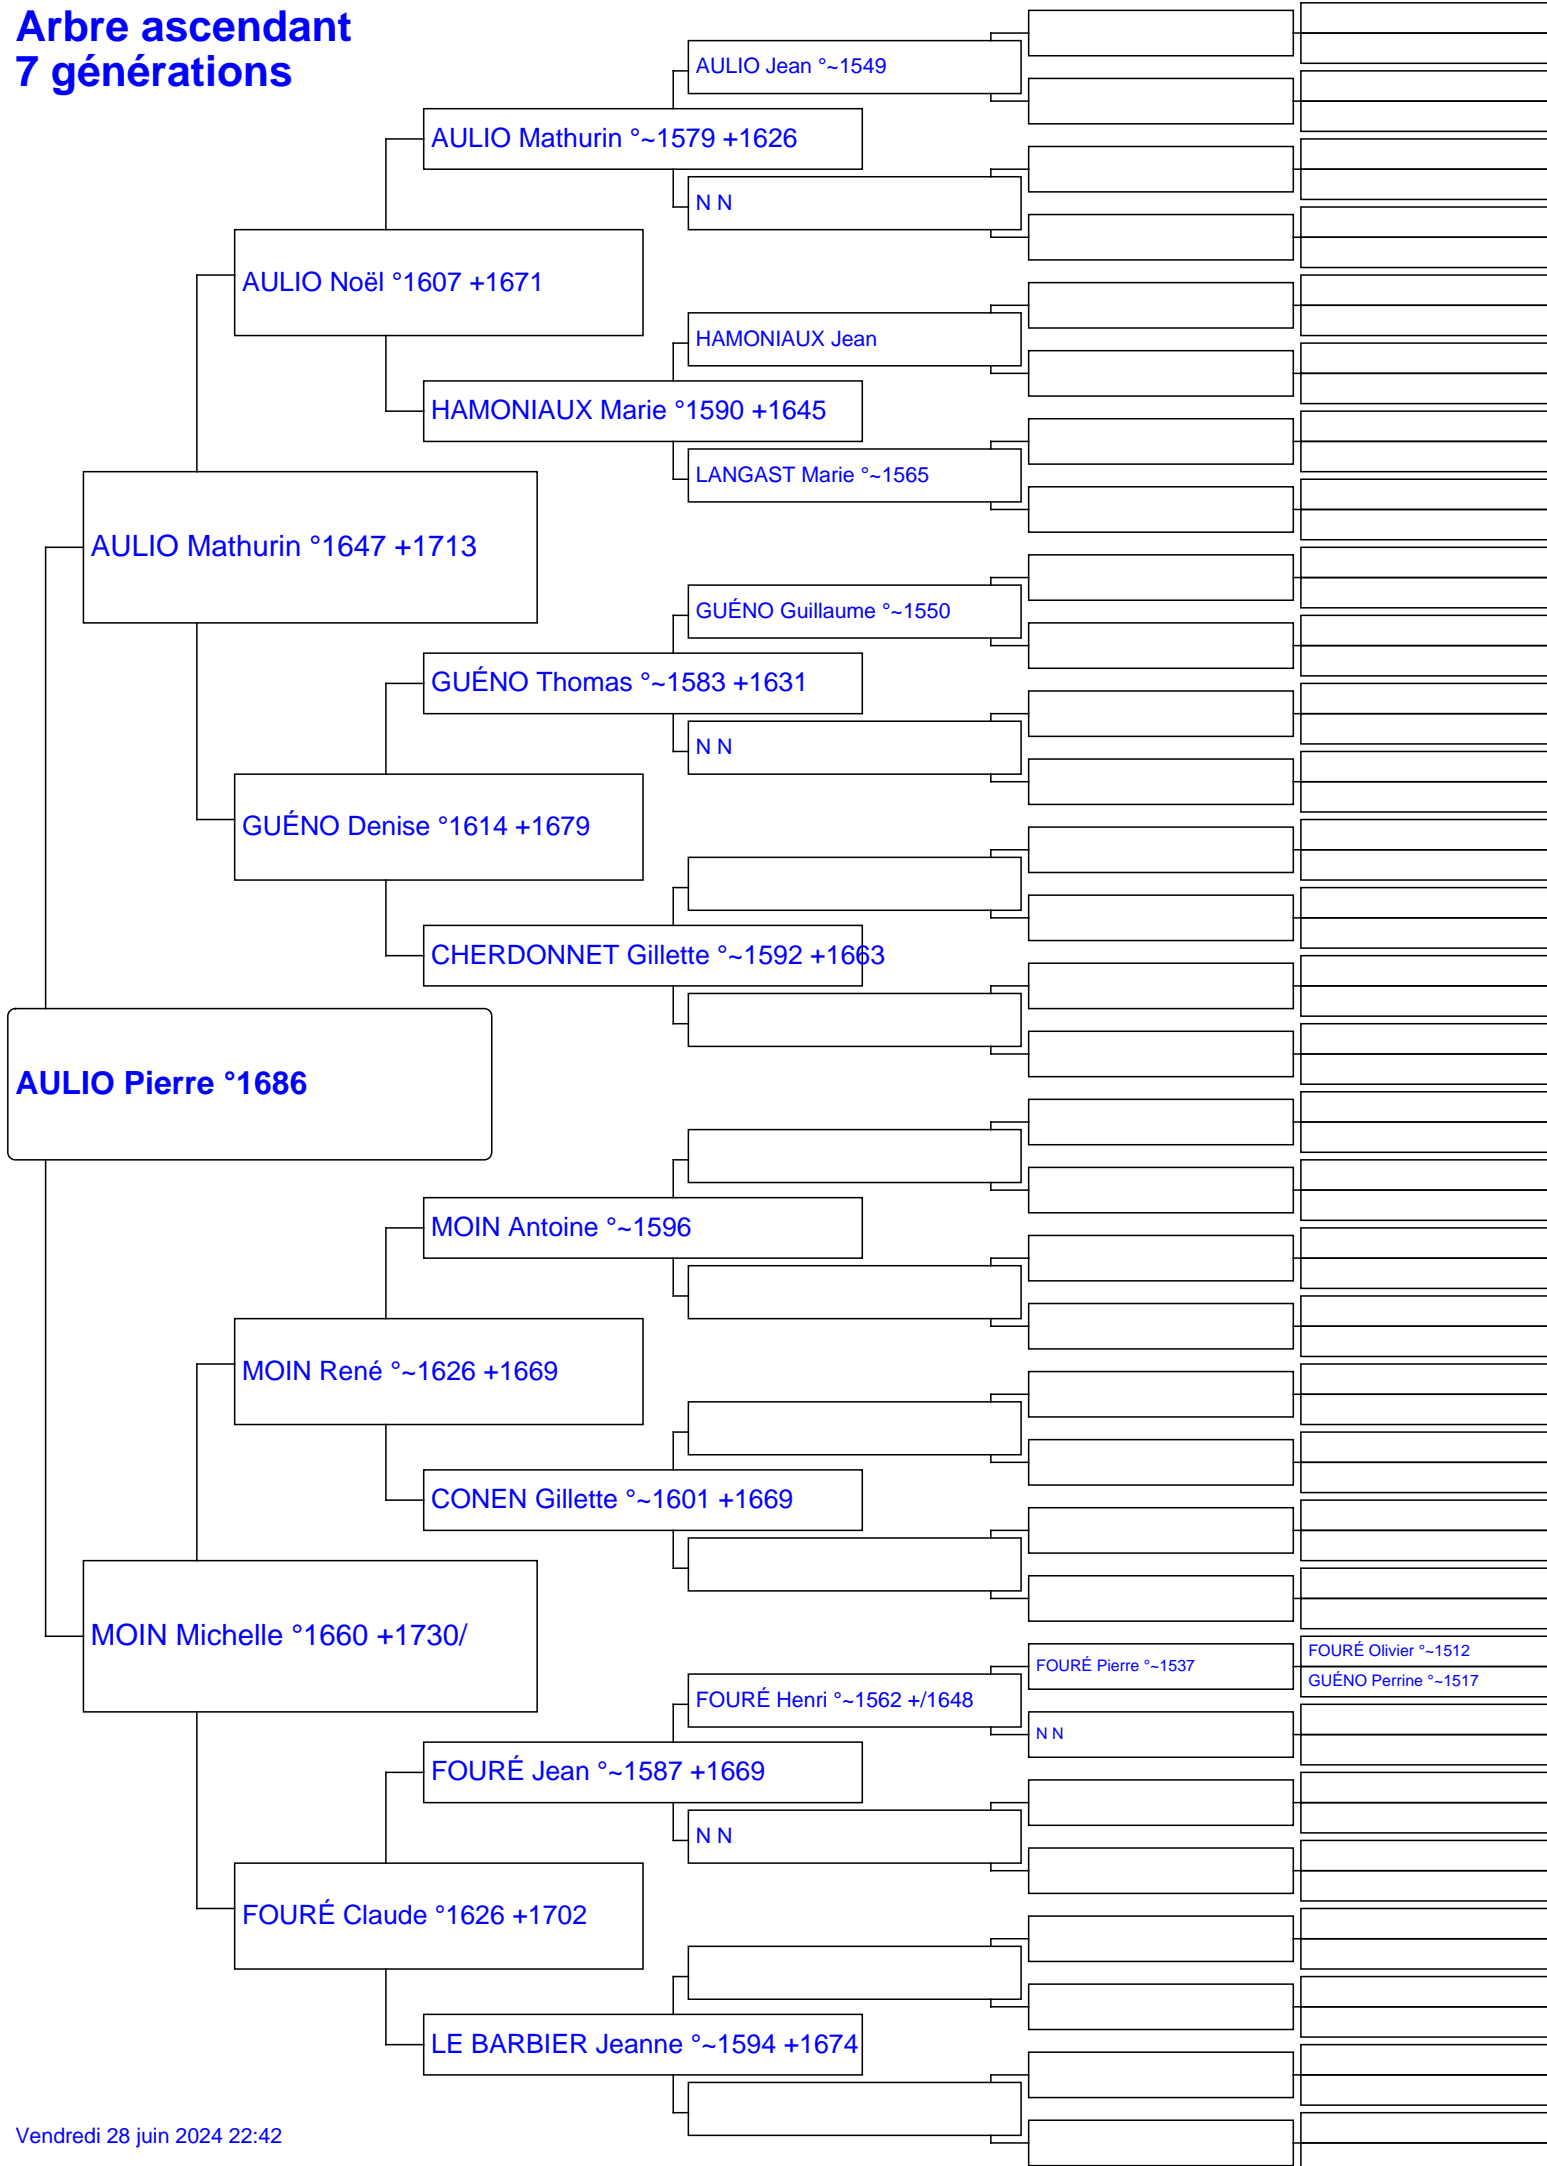 Arbre ascendant
7 générations
AULIO Jean °~1549
AULIO Mathurin °~1579 +1626
N N
AULIO Noël °1607 +1671
HAMONIAUX Jean
HAMONIAUX Marie °1590 +1645
LANGAST Marie °~1565
AULIO Mathurin °1647 +1713
GUÉNO Guillaume °~1550
GUÉNO Thomas °~1583 +1631
N N
GUÉNO Denise °1614 +1679
CHERDONNET Gillette °~1592 +1663
AULIO Pierre °1686
MOIN Antoine °~1596
MOIN René °~1626 +1669
CONEN Gillette °~1601 +1669
MOIN Michelle °1660 +1730/
FOURÉ Olivier °~1512
FOURÉ Pierre °~1537
GUÉNO Perrine °~1517
FOURÉ Henri °~1562 +/1648
N N
FOURÉ Jean °~1587 +1669
N N
FOURÉ Claude °1626 +1702
LE BARBIER Jeanne °~1594 +1674
Vendredi 28 juin 2024 22:42